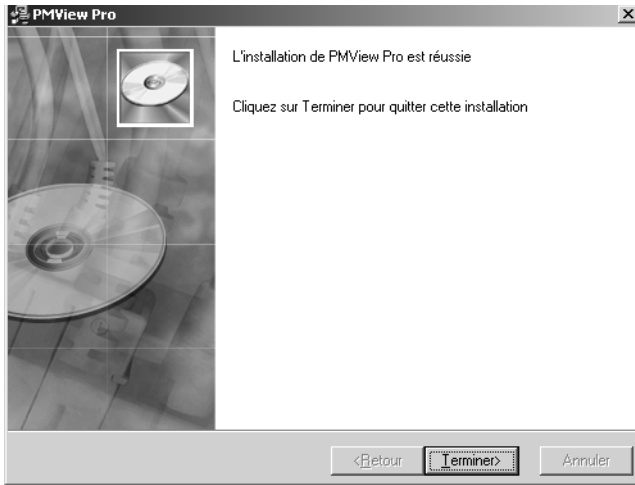 PMView Pro
L'installation de PMView Pro est réussie
Cliquez sur Terminer pour quitter cette installation
<Retour Terminer> Annuler